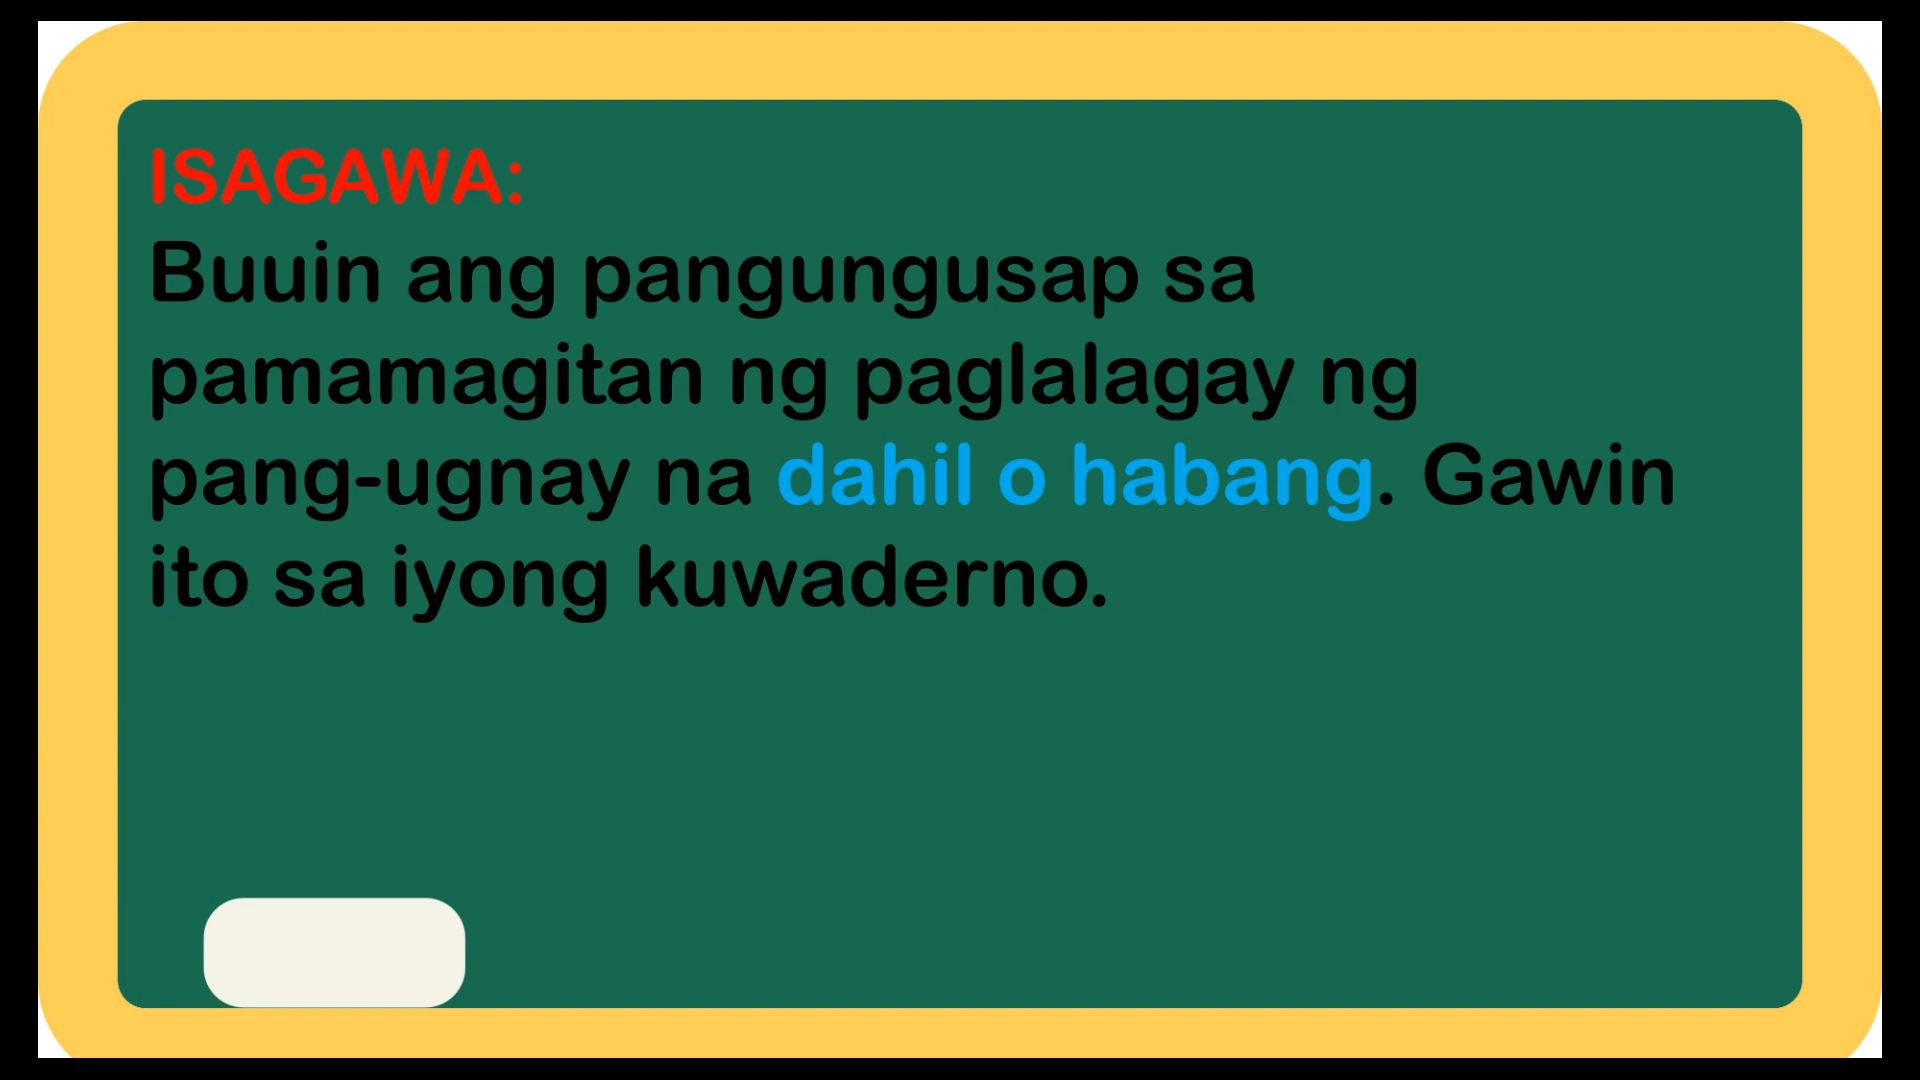 ISAGAWA:
Buuin ang pangungusap sa
pamamagitan ng paglalagay ng
pang-ugnay na dahil o habang. Gawin
ito sa iyong kuwaderno.